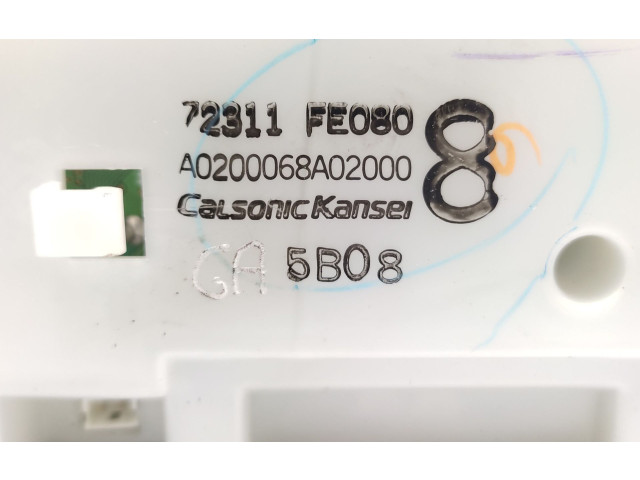 72311 FE080 8
A0200068A02000
CALSONIC KANSEI
GA 5B08